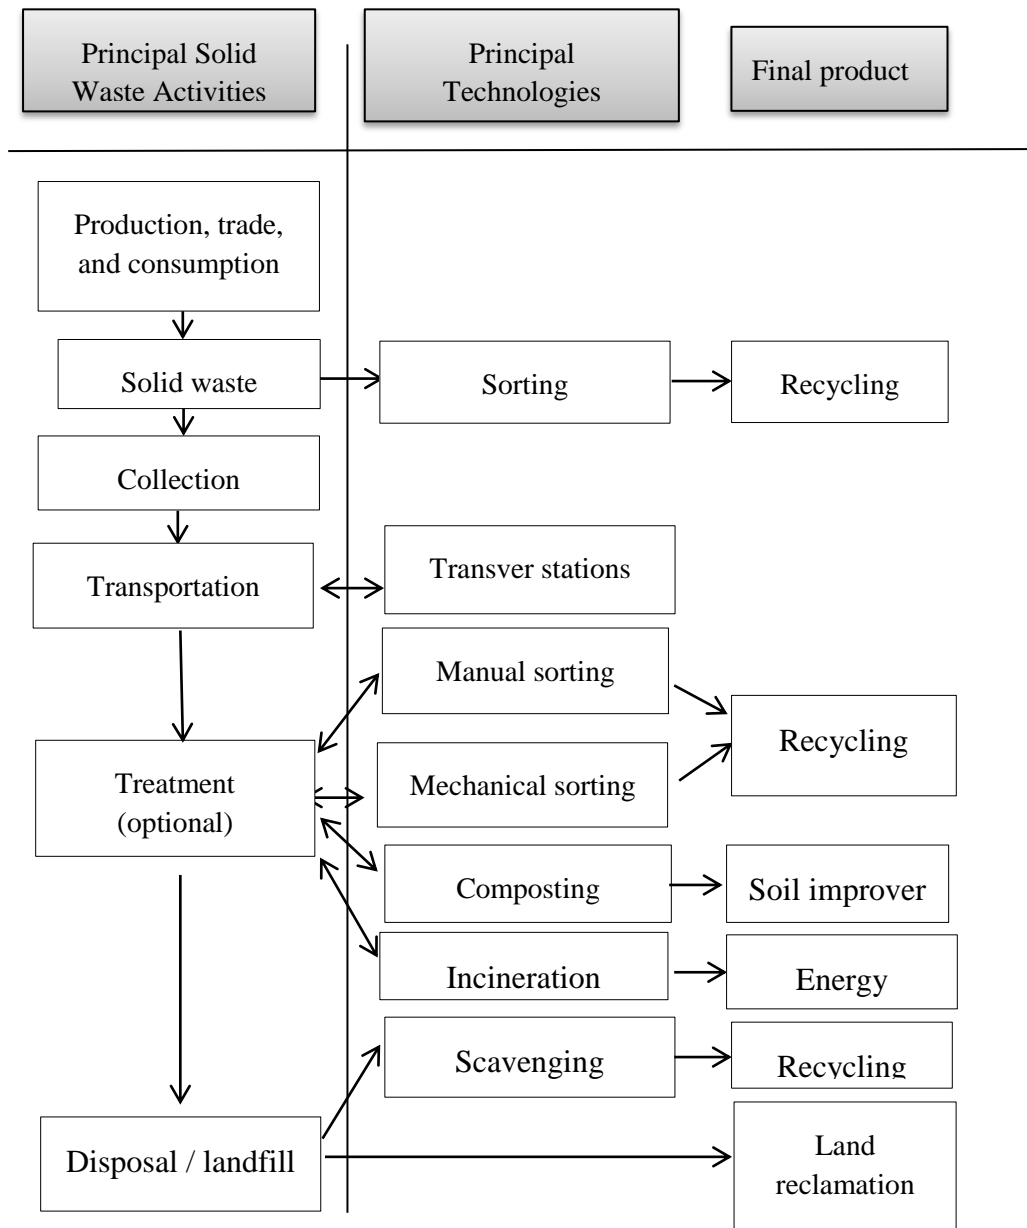 Principal Solid
Waste Activities
Principal
Technologies
Final product
Production, trade,
and consumption
Solid waste
Sorting
Recycling
Collection
Transportation
Transver stations
Manual sorting
Recycling
Treatment
(optional)
Mechanical sorting
Composting
Soil improver
Incineration
Energy
Scavenging
Recycling
Disposal / landfill
Land
reclamation